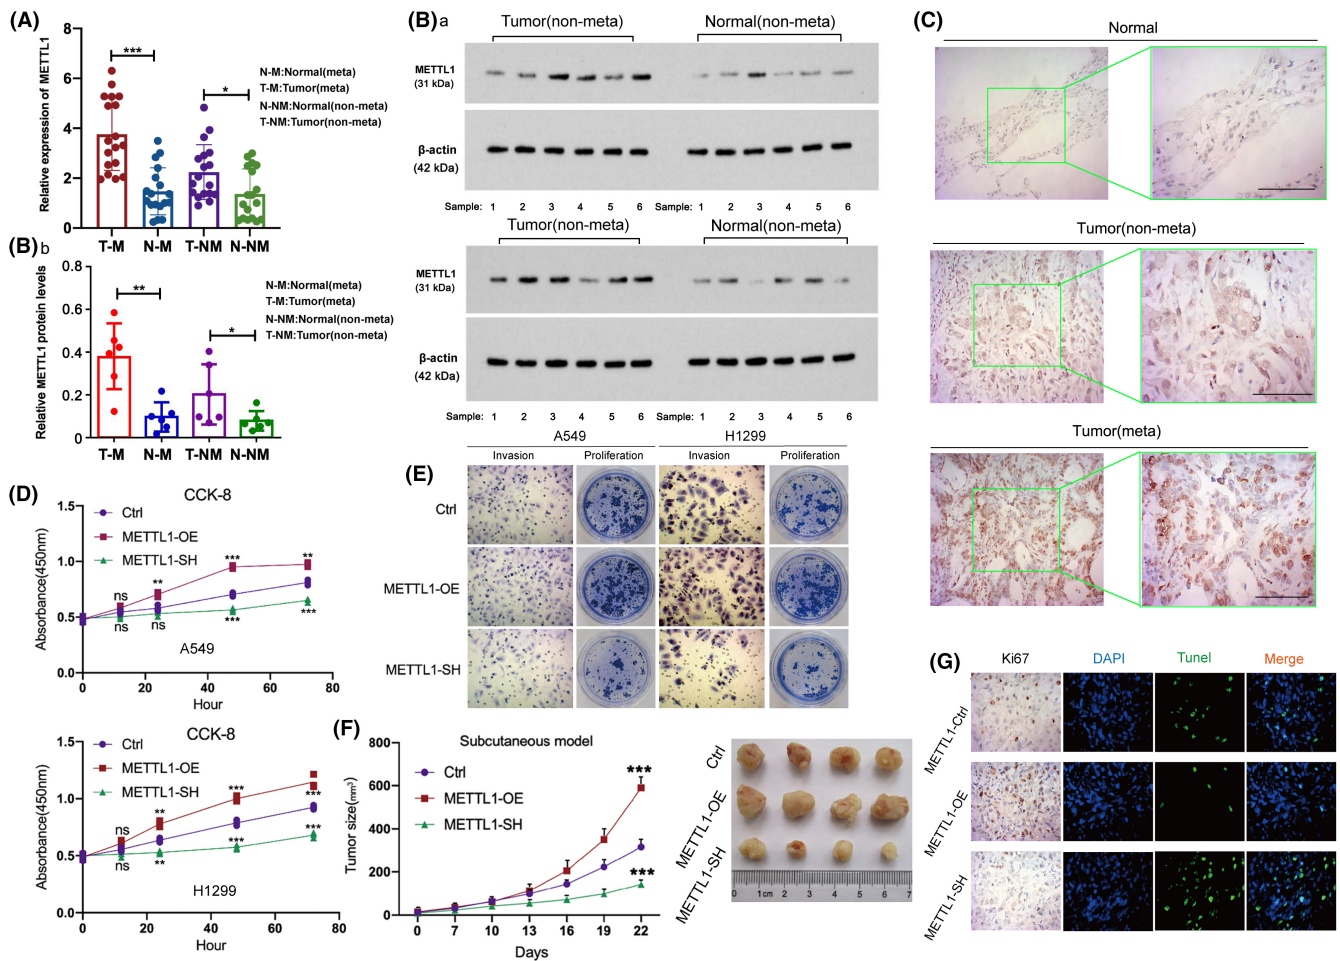 (A)
Relative expression of METTL1
8
6
4
2
0
***
*
N-M:Normal(meta)
T-M:Tumor(meta)
N-NM:Normal(non-meta)
T-NM:Tumor(non-meta)
T-M N-M T-NM N-NM
(B) a
Tumor(non-meta) Normal(non-meta)
METTL1
(31 kDa)
β-actin
(42 kDa)
Sample: 1 2 3 4 5 6 1 2 3 4 5 6
Tumor(non-meta) Normal(non-meta)
METTL1
(31 kDa)
β-actin
(42 kDa)
Sample: 1 2 3 4 5 6 1 2 3 4 5 6
(B) b
Relative METTL1 protein levels
0.8
0.6
0.4
0.2
0
**
*
N-M:Normal(meta)
T-M:Tumor(meta)
N-NM:Normal(non-meta)
T-NM:Tumor(non-meta)
T-M N-M T-NM N-NM
(C)
Normal
Tumor(non-meta)
Tumor(meta)
(D)
CCK-8
Absorbance(450nm)
1.5
1.0
0.5
0.0
Ctrl
METTL1-OE
METTL1-SH
ns ** *** **
ns ns *** ***
A549
0 20 40 60 80
Hour
CCK-8
Absorbance(450nm)
1.5
1.0
0.5
0.0
Ctrl
METTL1-OE
METTL1-SH
ns ** *** ***
ns ** *** ***
H1299
0 20 40 60 80
Hour
(E)
A549 H1299
Invasion Proliferation Invasion Proliferation
Ctrl
METTL1-OE
METTL1-SH
(F)
Subcutaneous model
Tumor size(mm³)
800
600
400
200
0
Ctrl
METTL1-OE
METTL1-SH
***
***
0 7 10 13 16 19 22
Days
Ctrl
METTL1-OE
METTL1-SH
0 1cm 2 3 4 5 6 7
(G)
Ki67 DAPI Tunel Merge
METTL1-Ctrl
METTL1-OE
METTL1-SH